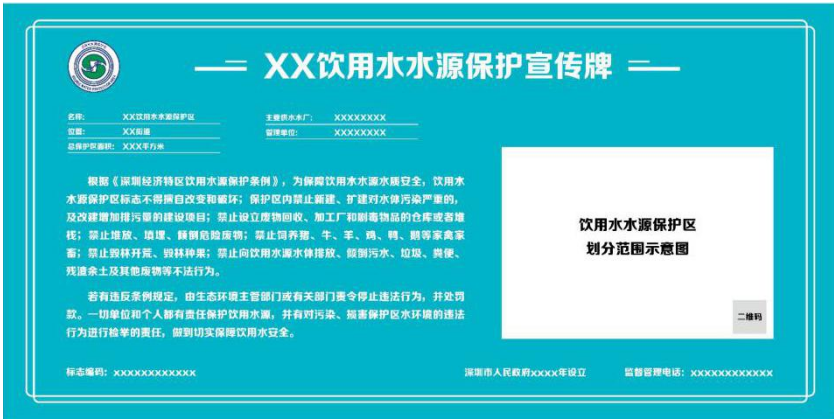 XX饮用水水源保护宣传牌
名称: XX饮用水水源保护区
主要供水水厂: XXXXXXXX
位置: XX街道
管理单位: XXXXXXXX
总保护区面积: XXX平方米
根据《深圳经济特区饮用水源保护条例》，为保障饮用水水源水质安全，饮用水
水源保护区标志不得擅自改变和破坏；保护区内禁止新建、扩建对水体污染严重的，
及改建增加排污量的建设项目；禁止设立废物回收、加工厂和剧毒物品的仓库或者堆
栈；禁止堆放、填埋、倾倒危险废物；禁止饲养猪、牛、羊、鸡、鸭、鹅等家禽家
畜；禁止毁林开荒、毁林种果；禁止向饮用水源水体排放、倾倒污水、垃圾、粪便、
残渣余土及其他废物等不法行为。
若有违反条例规定，由生态环境主管部门或有关部门责令停止违法行为，并处罚
款。一切单位和个人都有责任保护饮用水源，并有对污染、损害保护区水环境的违法
行为进行检举的责任，做到切实保障饮用水安全。
饮用水水源保护区
划分范围示意图
二维码
标志编码: XXXXXXXXXXXX
深圳市人民政府xxxx年设立
监督管理电话: XXXXXXXXXXXX